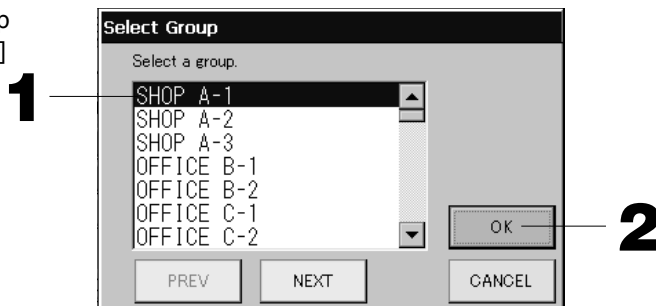 p
]
Select Group
Select a group.
1
SHOP A-1
SHOP A-2
SHOP A-3
OFFICE B-1
OFFICE B-2
OFFICE C-1
OFFICE C-2
OK
2
PREV
NEXT
CANCEL